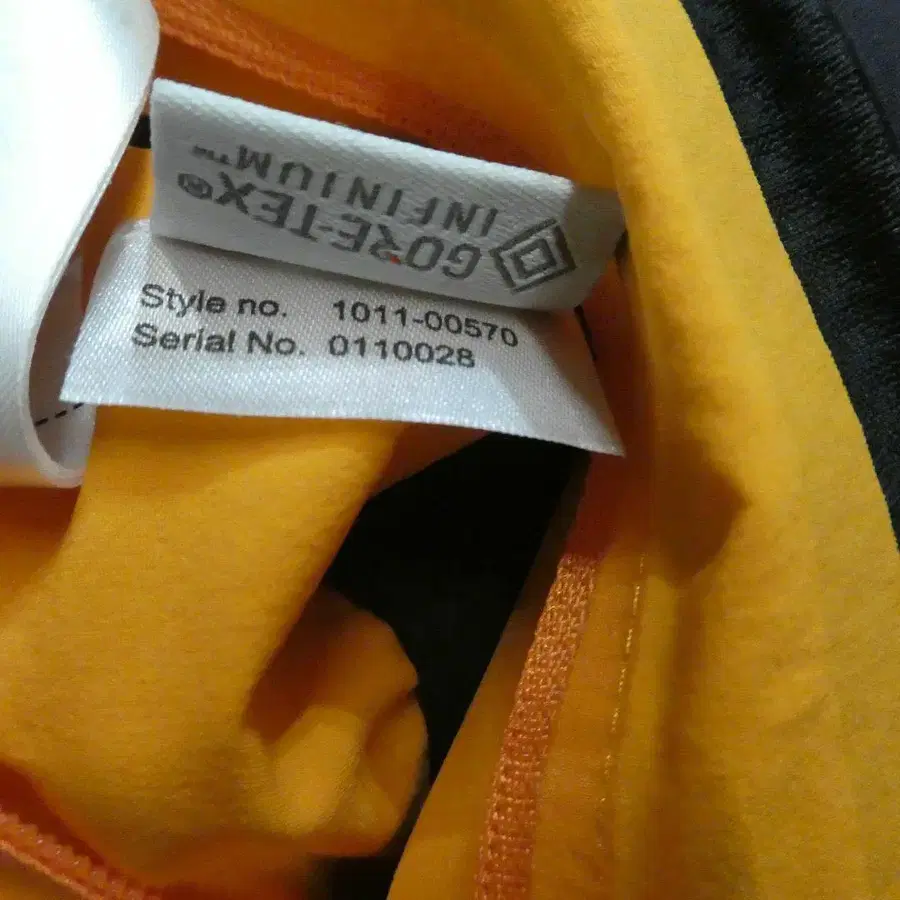 GORE-TEX®
INFINIUM™
Style no. 1011-00570
Serial No. 0110028